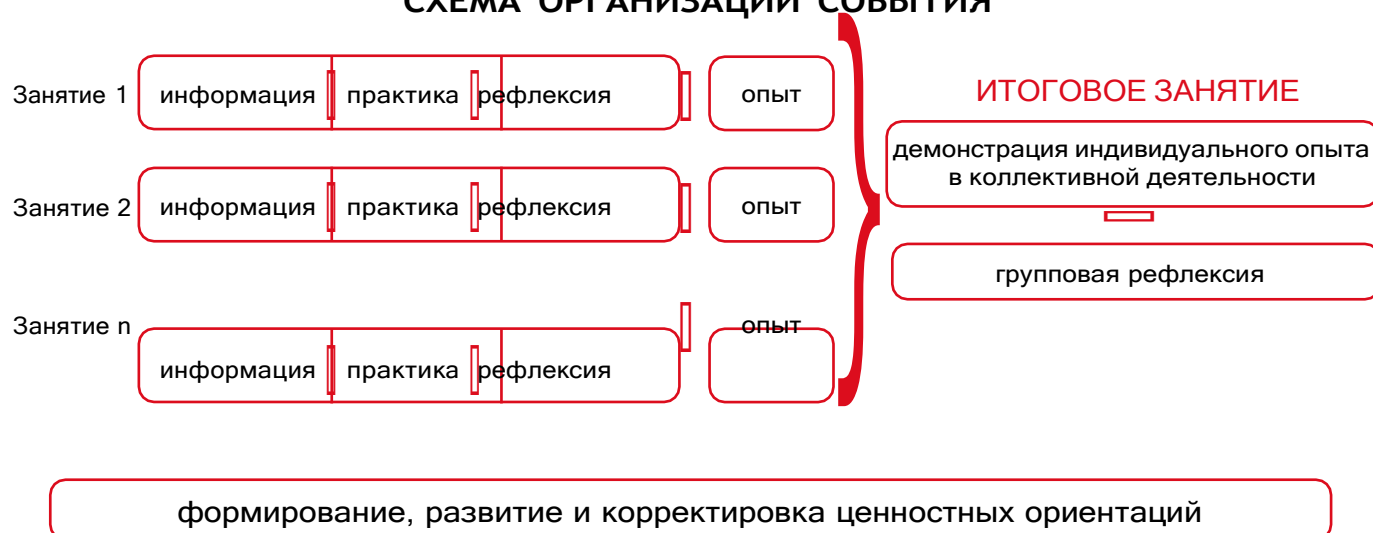 СХЕМА ОРГАНИЗАЦИИ СОБЫТИЯ
Занятие 1 информация практика рефлексия опыт
ИТОГОВОЕ ЗАНЯТИЕ
демонстрация индивидуального опыта
в коллективной деятельности
Занятие 2 информация практика рефлексия опыт
групповая рефлексия
Занятие n опыт
информация практика рефлексия
формирование, развитие и корректировка ценностных ориентаций